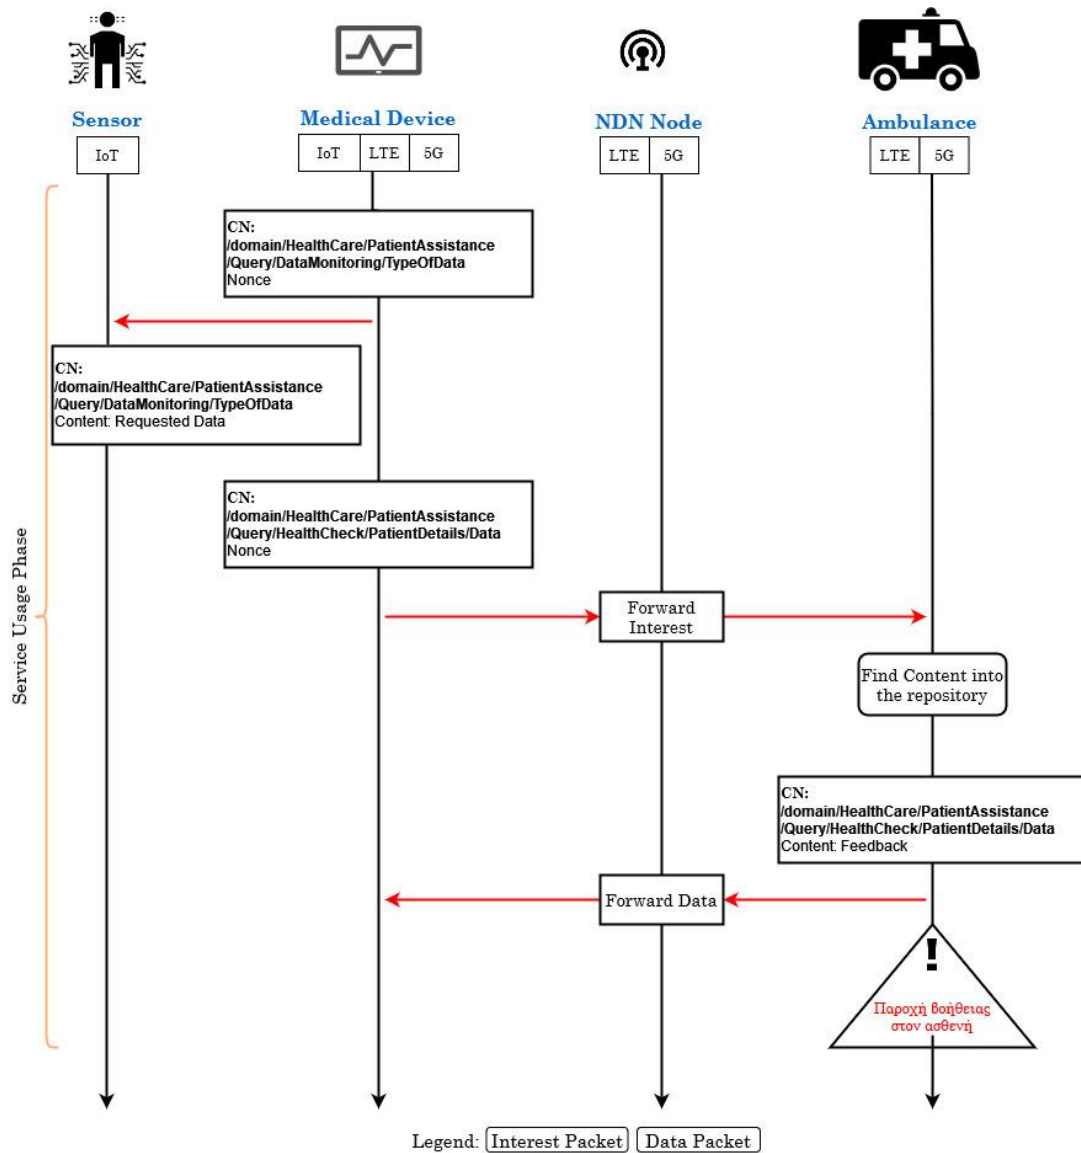 Sensor
Medical Device
NDN Node
Ambulance
IoT
IoT
LTE
5G
LTE
5G
LTE
5G
CN:
/domain/HealthCare/PatientAssistance
/Query/DataMonitoring/TypeOfData
Nonce
CN:
/domain/HealthCare/PatientAssistance
/Query/DataMonitoring/TypeOfData
Content: Requested Data
CN:
/domain/HealthCare/PatientAssistance
/Query/HealthCheck/PatientDetails/Data
Nonce
Service Usage Phase
Forward
Interest
Find Content into
the repository
CN:
/domain/HealthCare/PatientAssistance
/Query/HealthCheck/PatientDetails/Data
Content: Feedback
Forward Data
!
Παροχή βοήθειας
στον ασθενή
Legend: Interest Packet Data Packet